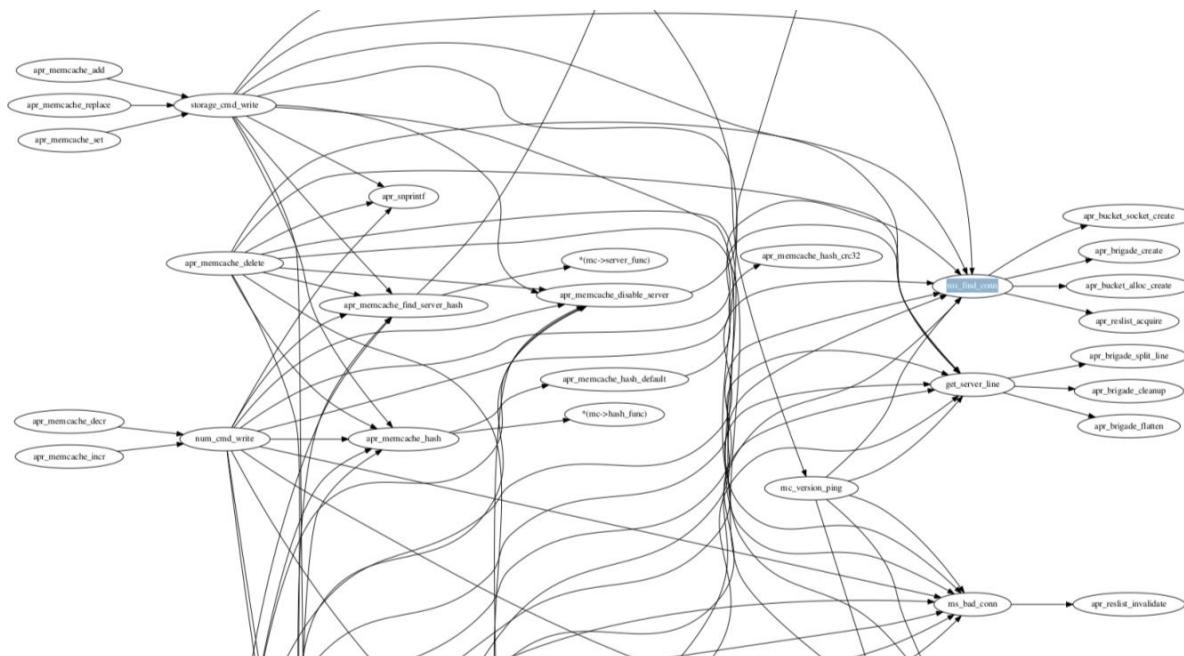 apr_memcache_add
apr_memcache_replace
apr_memcache_set
storage_cmd_write
apr_snprintf
apr_memcache_delete
*(mc->server_func)
apr_memcache_find_server_hash
apr_memcache_disable_server
apr_memcache_hash_crc32
ms_find_conn
apr_bucket_socket_create
apr_brigade_create
apr_bucket_alloc_create
apr_reslist_acquire
apr_memcache_hash_default
*(mc->hash_func)
get_server_line
apr_brigade_split_line
apr_brigade_cleanup
apr_brigade_flatten
apr_memcache_decr
apr_memcache_incr
num_cmd_write
apr_memcache_hash
mc_version_ping
ms_bad_conn
apr_reslist_invalidate